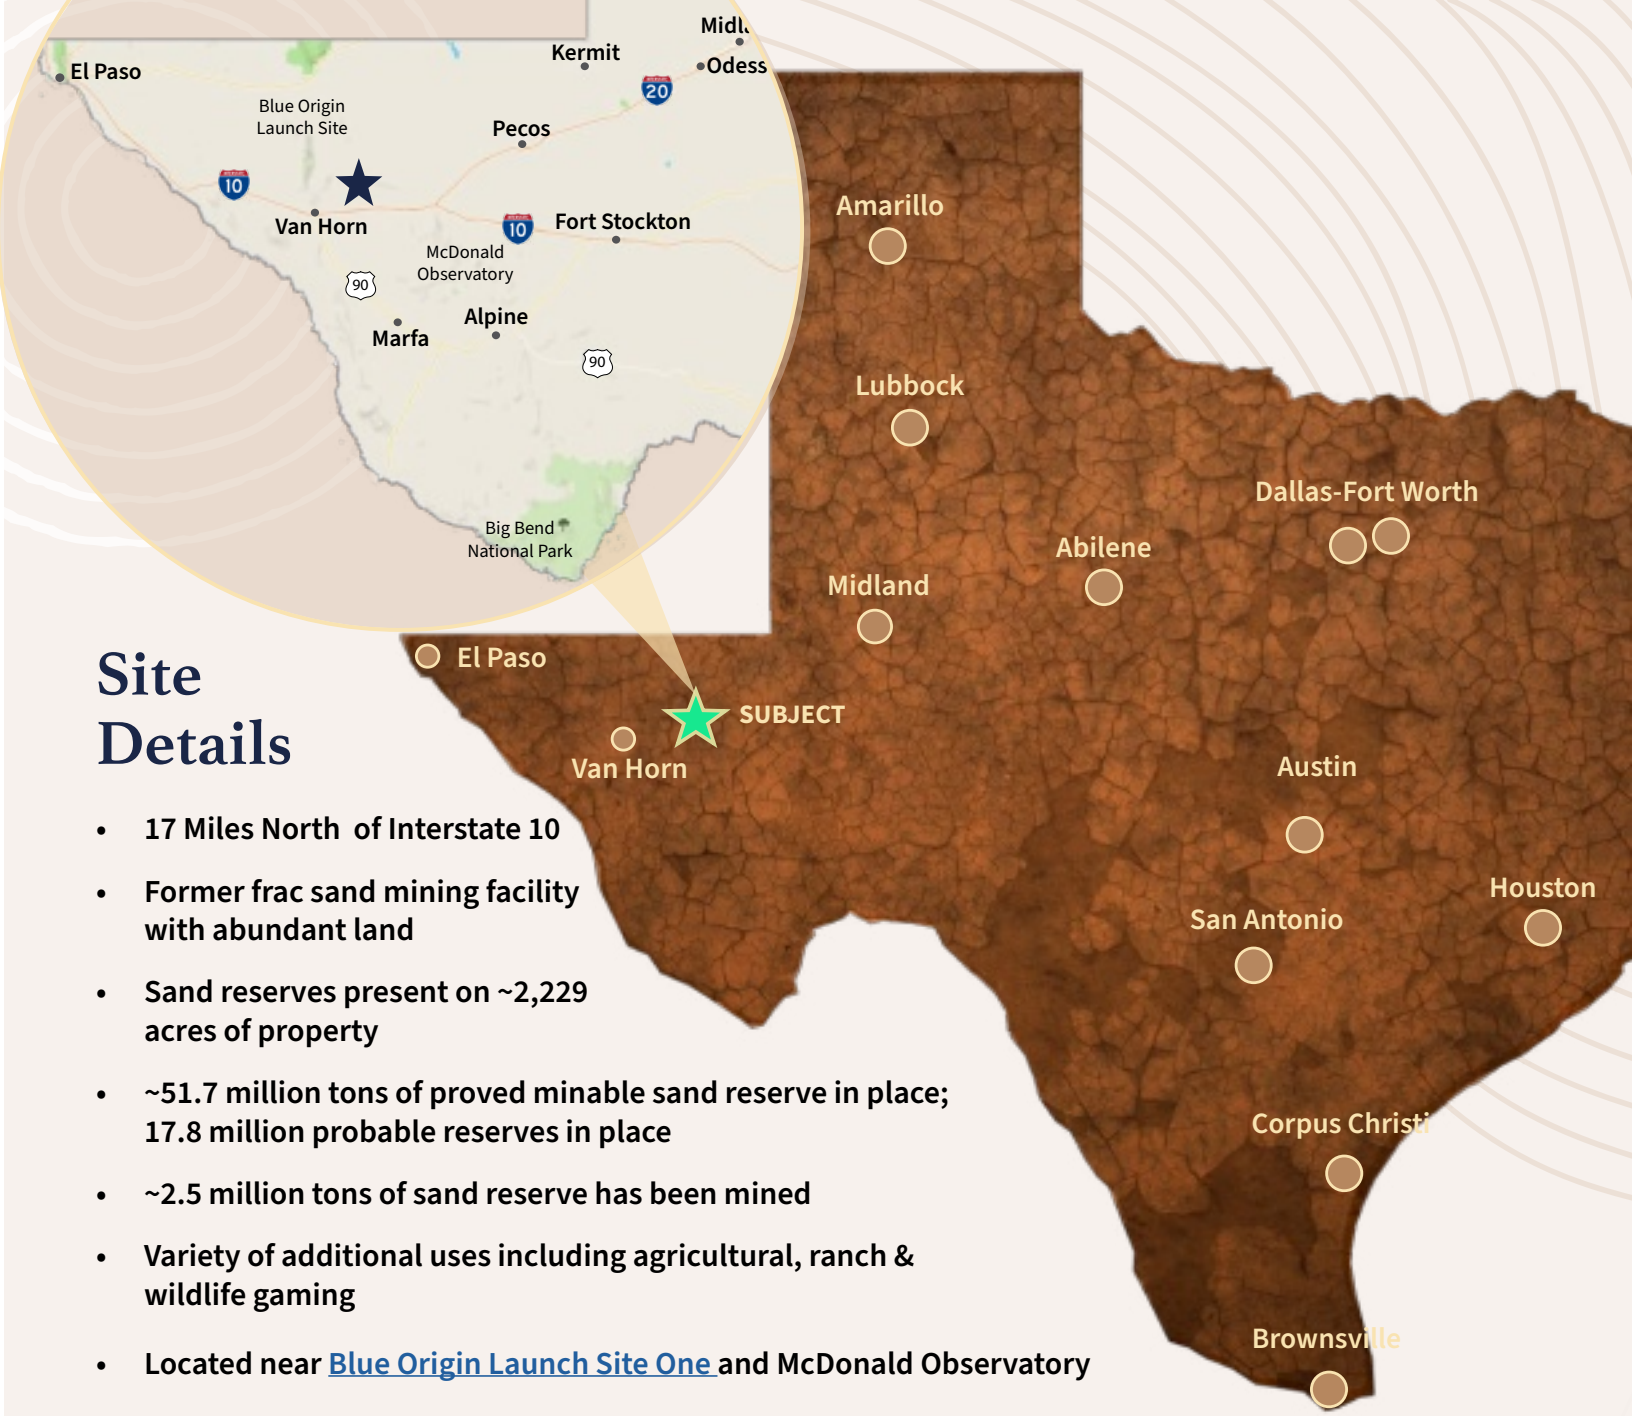 Midl
Kermit
Odess
El Paso
20
Blue Origin
Launch Site
Pecos
10
Van Horn
10
Fort Stockton
McDonald
Observatory
90
Alpine
Marfa
90
Big Bend
National Park
Amarillo
Lubbock
Dallas-Fort Worth
Abilene
Midland
El Paso
SUBJECT
Van Horn
Austin
Houston
San Antonio
Corpus Christi
Brownsville
Site
Details
• 17 Miles North of Interstate 10
• Former frac sand mining facility
with abundant land
• Sand reserves present on ~2,229
acres of property
• ~51.7 million tons of proved minable sand reserve in place;
17.8 million probable reserves in place
• ~2.5 million tons of sand reserve has been mined
• Variety of additional uses including agricultural, ranch &
wildlife gaming
• Located near Blue Origin Launch Site One and McDonald Observatory